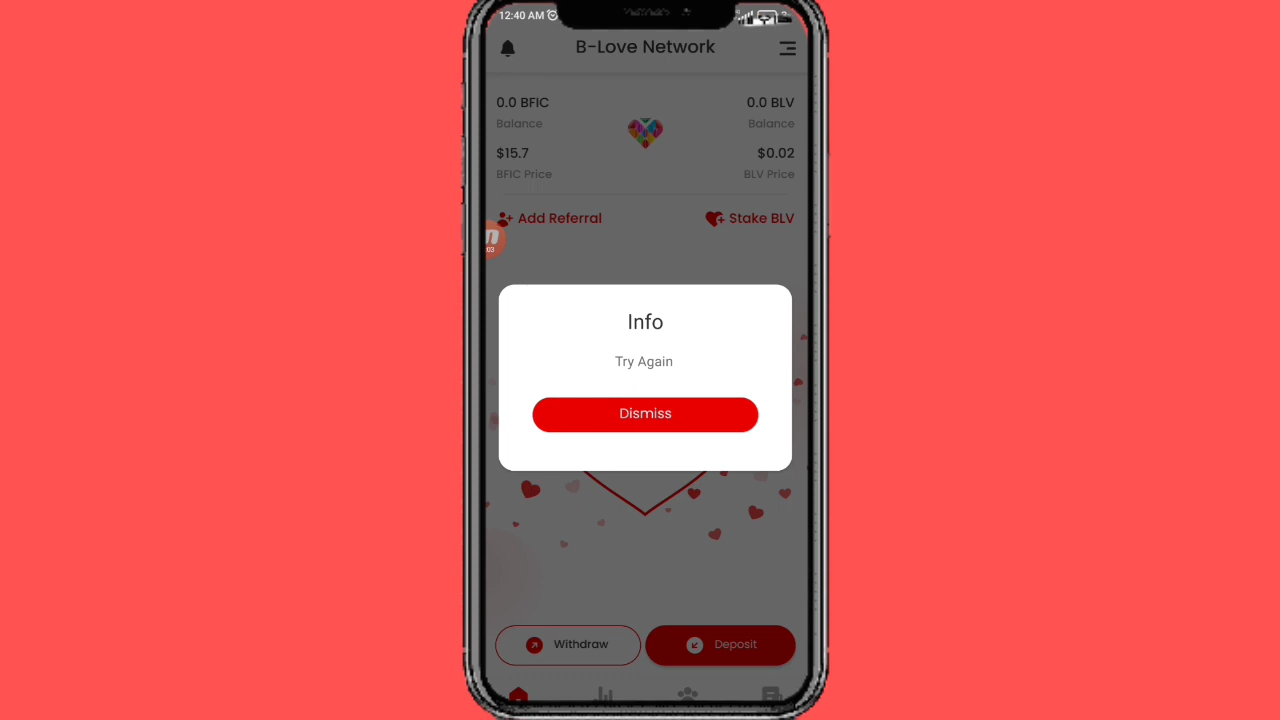 12:40 AM
B-Love Network
0.0 BFIC
0.0 BLV
Balance
Balance
$15.7
$0.02
BFIC Price
BLV Price
Add Referral
Stake BLV
03
Info
Try Again
Dismiss
Withdraw
Deposit